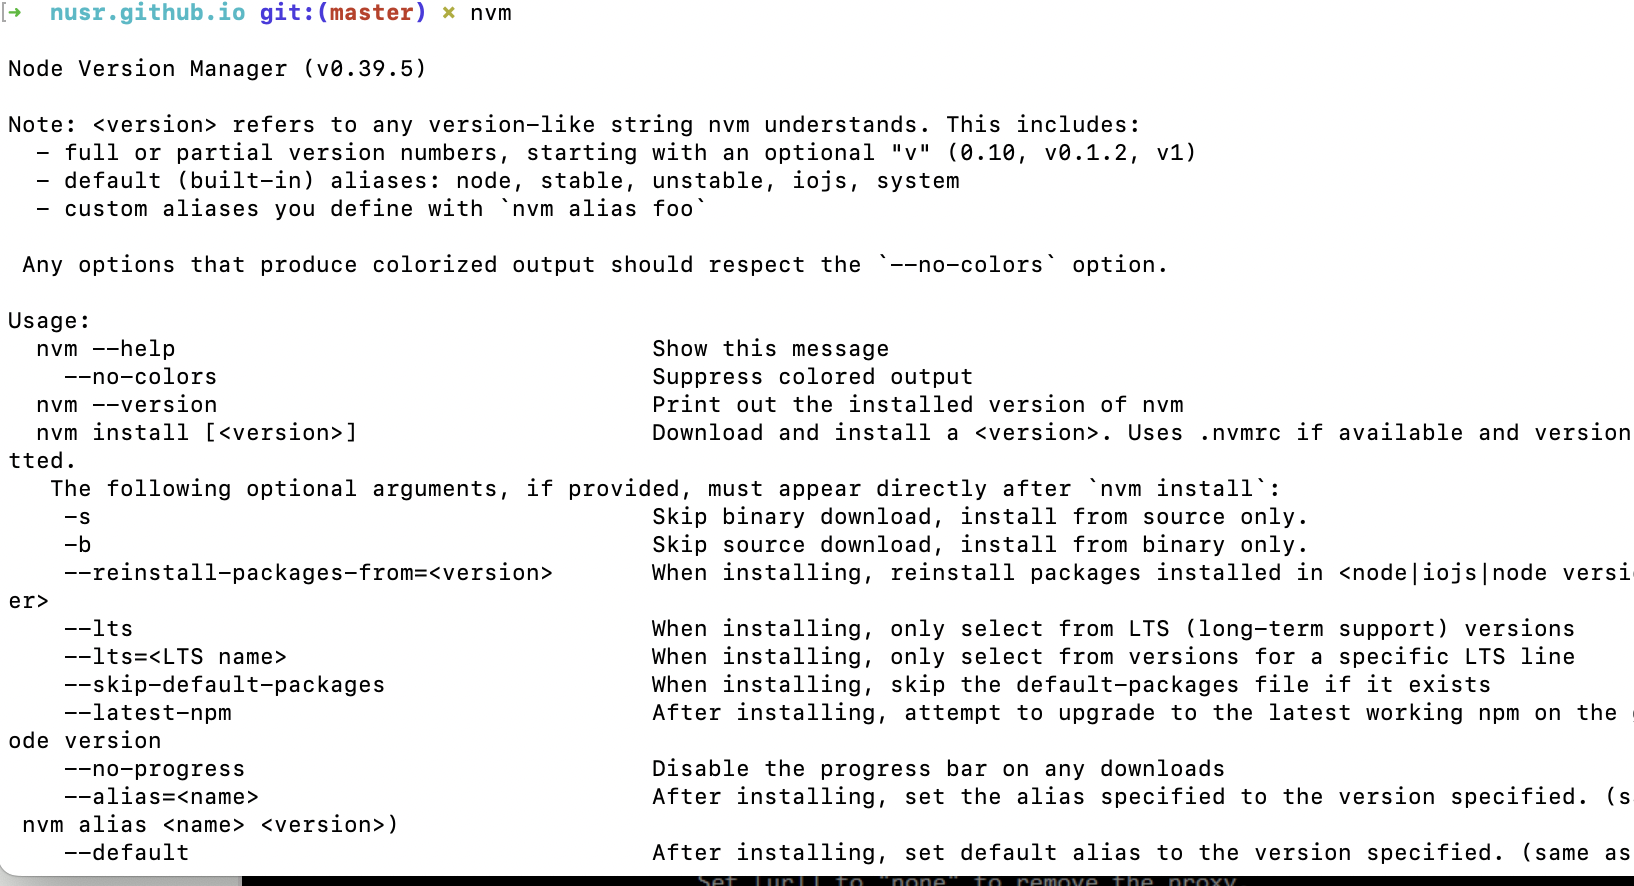 [➜  nusr.github.io git:(master) ✗ nvm

Node Version Manager (v0.39.5)

Note: <version> refers to any version-like string nvm understands. This includes:
  - full or partial version numbers, starting with an optional "v" (0.10, v0.1.2, v1)
  - default (built-in) aliases: node, stable, unstable, iojs, system
  - custom aliases you define with `nvm alias foo`

 Any options that produce colorized output should respect the `--no-colors` option.

Usage:
  nvm --help                                  Show this message
    --no-colors                               Suppress colored output
  nvm --version                               Print out the installed version of nvm
  nvm install [<version>]                     Download and install a <version>. Uses .nvmrc if available and version
tted.
   The following optional arguments, if provided, must appear directly after `nvm install`:
    -s                                        Skip binary download, install from source only.
    -b                                        Skip source download, install from binary only.
    --reinstall-packages-from=<version>       When installing, reinstall packages installed in <node|iojs|node versi
er>
    --lts                                     When installing, only select from LTS (long-term support) versions
    --lts=<LTS name>                          When installing, only select from versions for a specific LTS line
    --skip-default-packages                   When installing, skip the default-packages file if it exists
    --latest-npm                              After installing, attempt to upgrade to the latest working npm on the
ode version
    --no-progress                             Disable the progress bar on any downloads
    --alias=<name>                            After installing, set the alias specified to the version specified. (s
 nvm alias <name> <version>)
    --default                                 After installing, set default alias to the version specified. (same as
Set [url] to "none" to remove the proxy